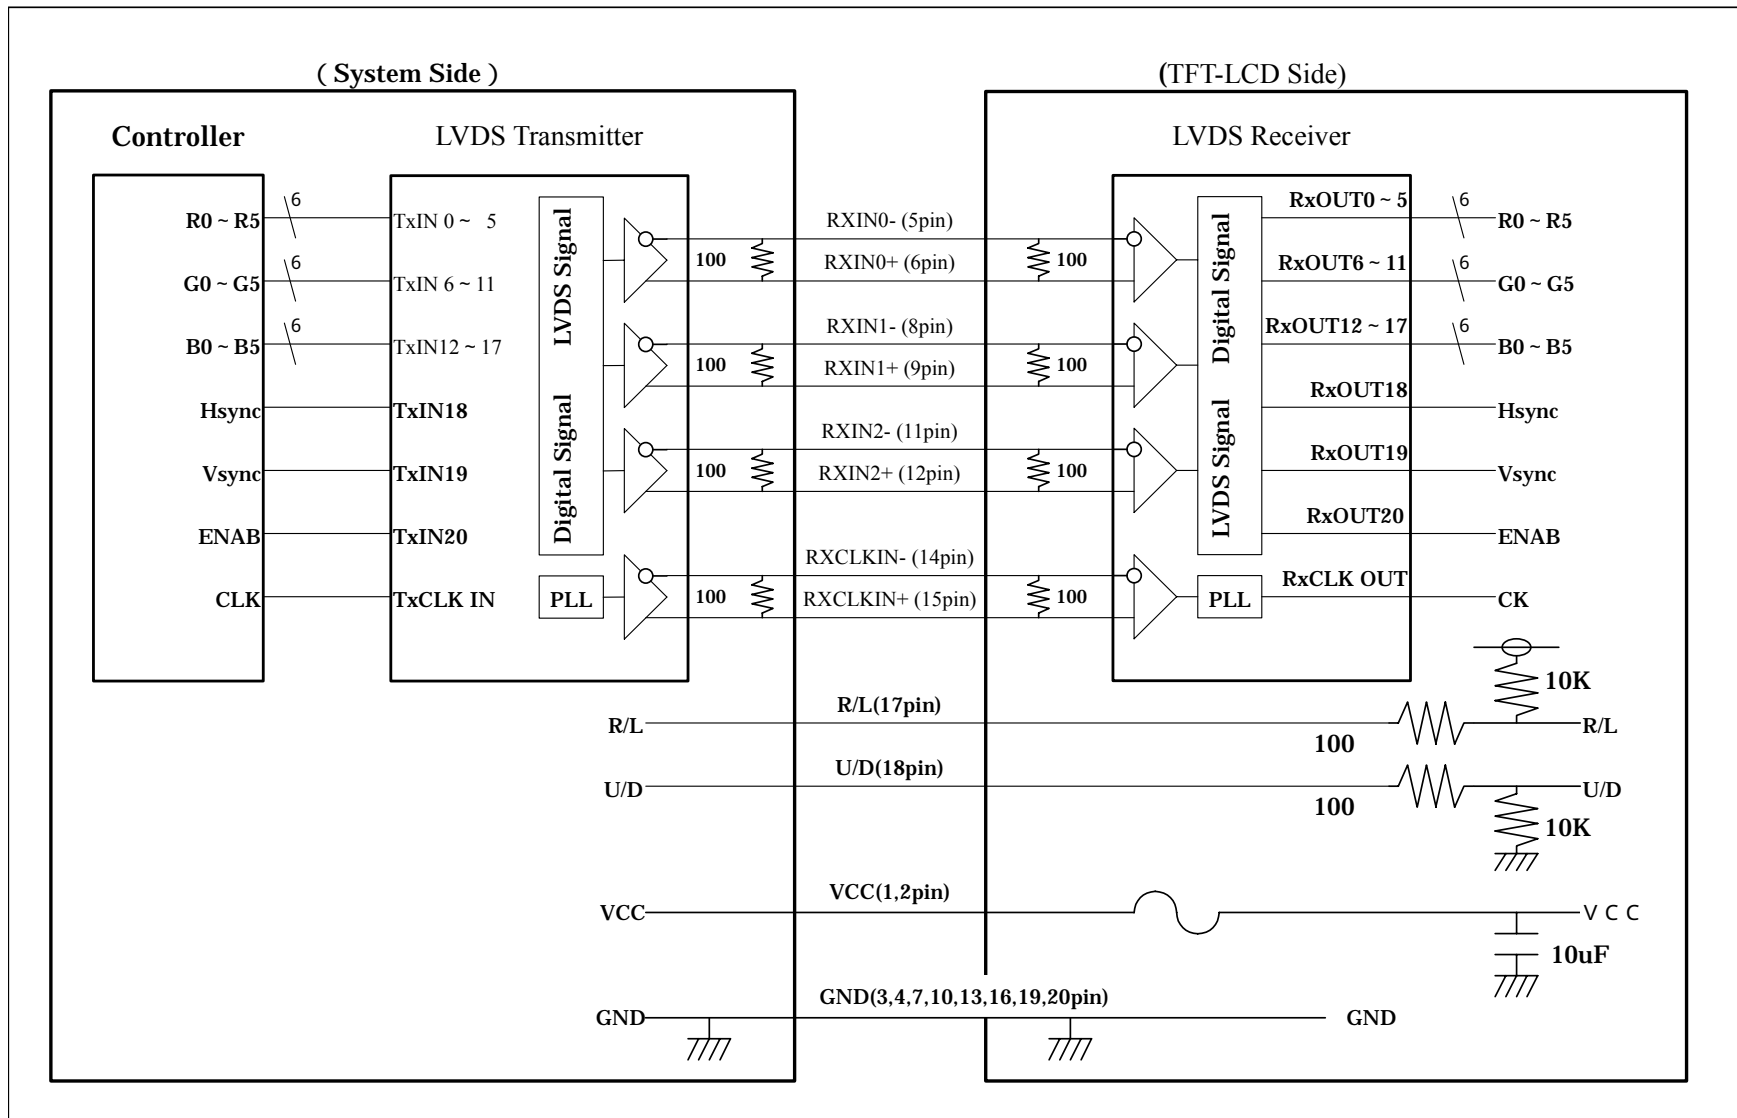 ( System Side )
(TFT-LCD Side)
Controller
LVDS Transmitter
LVDS Receiver
R0 ~ R5
6
TxIN 0 ~ 5
G0 ~ G5
6
TxIN 6 ~ 11
B0 ~ B5
6
TxIN12 ~ 17
Hsync
TxIN18
Vsync
TxIN19
ENAB
TxIN20
CLK
TxCLK IN
LVDS Signal
Digital Signal
PLL
100
100
100
100
RXIN0- (5pin)
RXIN0+ (6pin)
RXIN1- (8pin)
RXIN1+ (9pin)
RXIN2- (11pin)
RXIN2+ (12pin)
RXCLKIN- (14pin)
RXCLKIN+ (15pin)
100
100
100
100
Digital Signal
LVDS Signal
PLL
RxOUT0 ~ 5
6
R0 ~ R5
RxOUT6 ~ 11
6
G0 ~ G5
RxOUT12 ~ 17
6
B0 ~ B5
RxOUT18
Hsync
RxOUT19
Vsync
RxOUT20
ENAB
RxCLK OUT
CK
10K
R/L
R/L(17pin)
100
R/L
U/D
U/D(18pin)
100
U/D
10K
VCC
VCC(1,2pin)
VCC
10uF
GND
GND(3,4,7,10,13,16,19,20pin)
GND